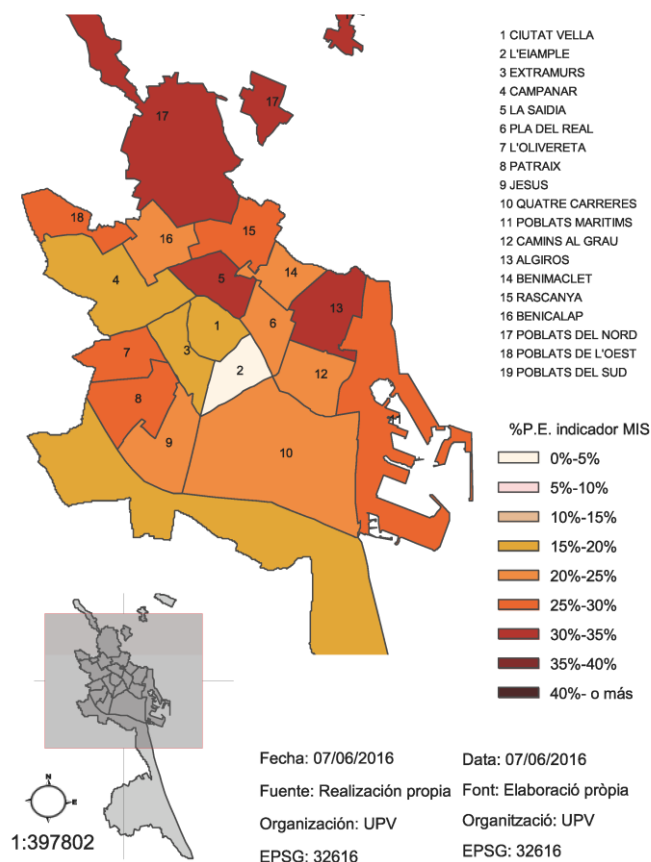 1 CIUTAT VELLA
2 L'EIAMPLE
3 EXTRAMURS
4 CAMPANAR
5 LA SAIDIA
6 PLA DEL REAL
7 L'OLIVERETA
8 PATRAIX
9 JESUS
10 QUATRE CARRERES
11 POBLATS MARITIMS
12 CAMINS AL GRAU
13 ALGIROS
14 BENIMACLET
15 RASCANYA
16 BENICALAP
17 POBLATS DEL NORD
18 POBLATS DE L'OEST
19 POBLATS DEL SUD
17
17
18
16
15
14
4
5
13
1
6
3
7
2
12
8
11
9
10
%P.E. indicador MIS
0%-5%
5%-10%
10%-15%
15%-20%
20%-25%
25%-30%
30%-35%
35%-40%
40%- o más
N
E
1:397802
Fecha: 07/06/2016
Fuente: Realización propia
Organización: UPV
EPSG: 32616
Data: 07/06/2016
Font: Elaboració pròpia
Organització: UPV
EPSG: 32616